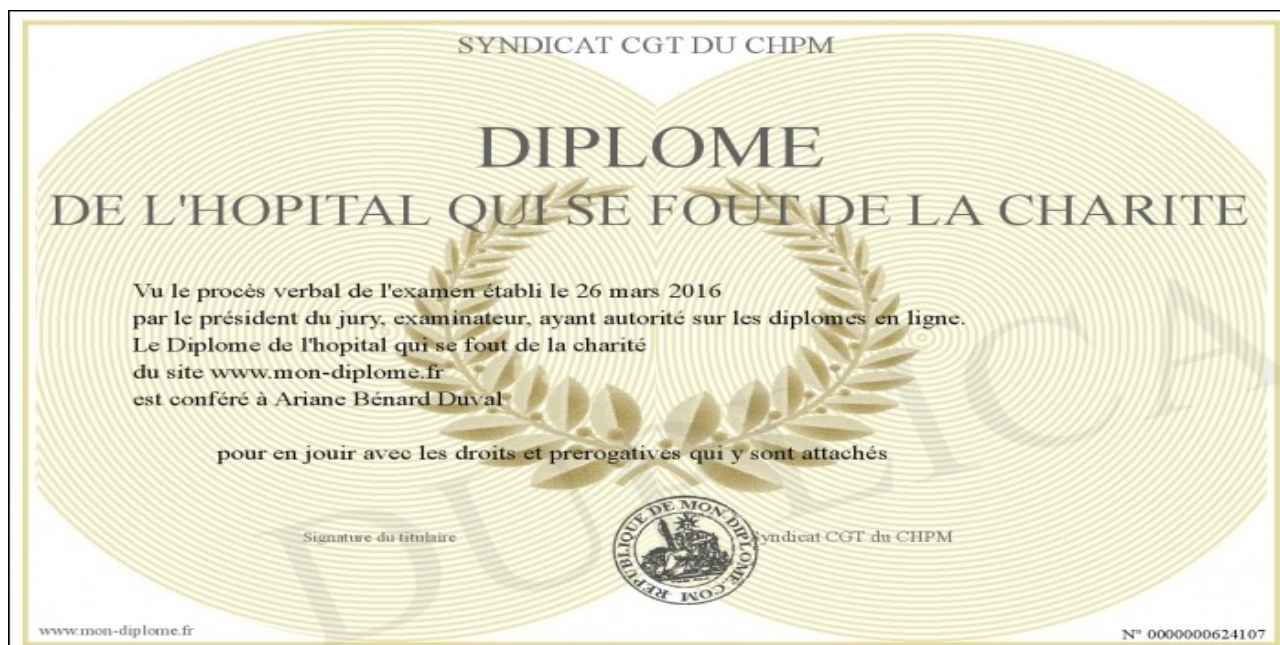 SYNDICAT CGT DU CHPM
DIPLOME
DE L'HOPITAL QUI SE FOUT DE LA CHARITE
Vu le procès verbal de l'examen établi le 26 mars 2016
par le président du jury, examinateur, ayant autorité sur les diplomes en ligne.
Le Diplome de l'hopital qui se fout de la charité
du site www.mon-diplome.fr
est conféré à Ariane Bénard Duval
pour en jouir avec les droits et prerogatives qui y sont attachés
Signature du titulaire
Syndicat CGT du CHPM
REPUBLIQUE DE MON-DIPLOME.COM
www.mon-diplome.fr
N° 0000000624107
DUPLICA